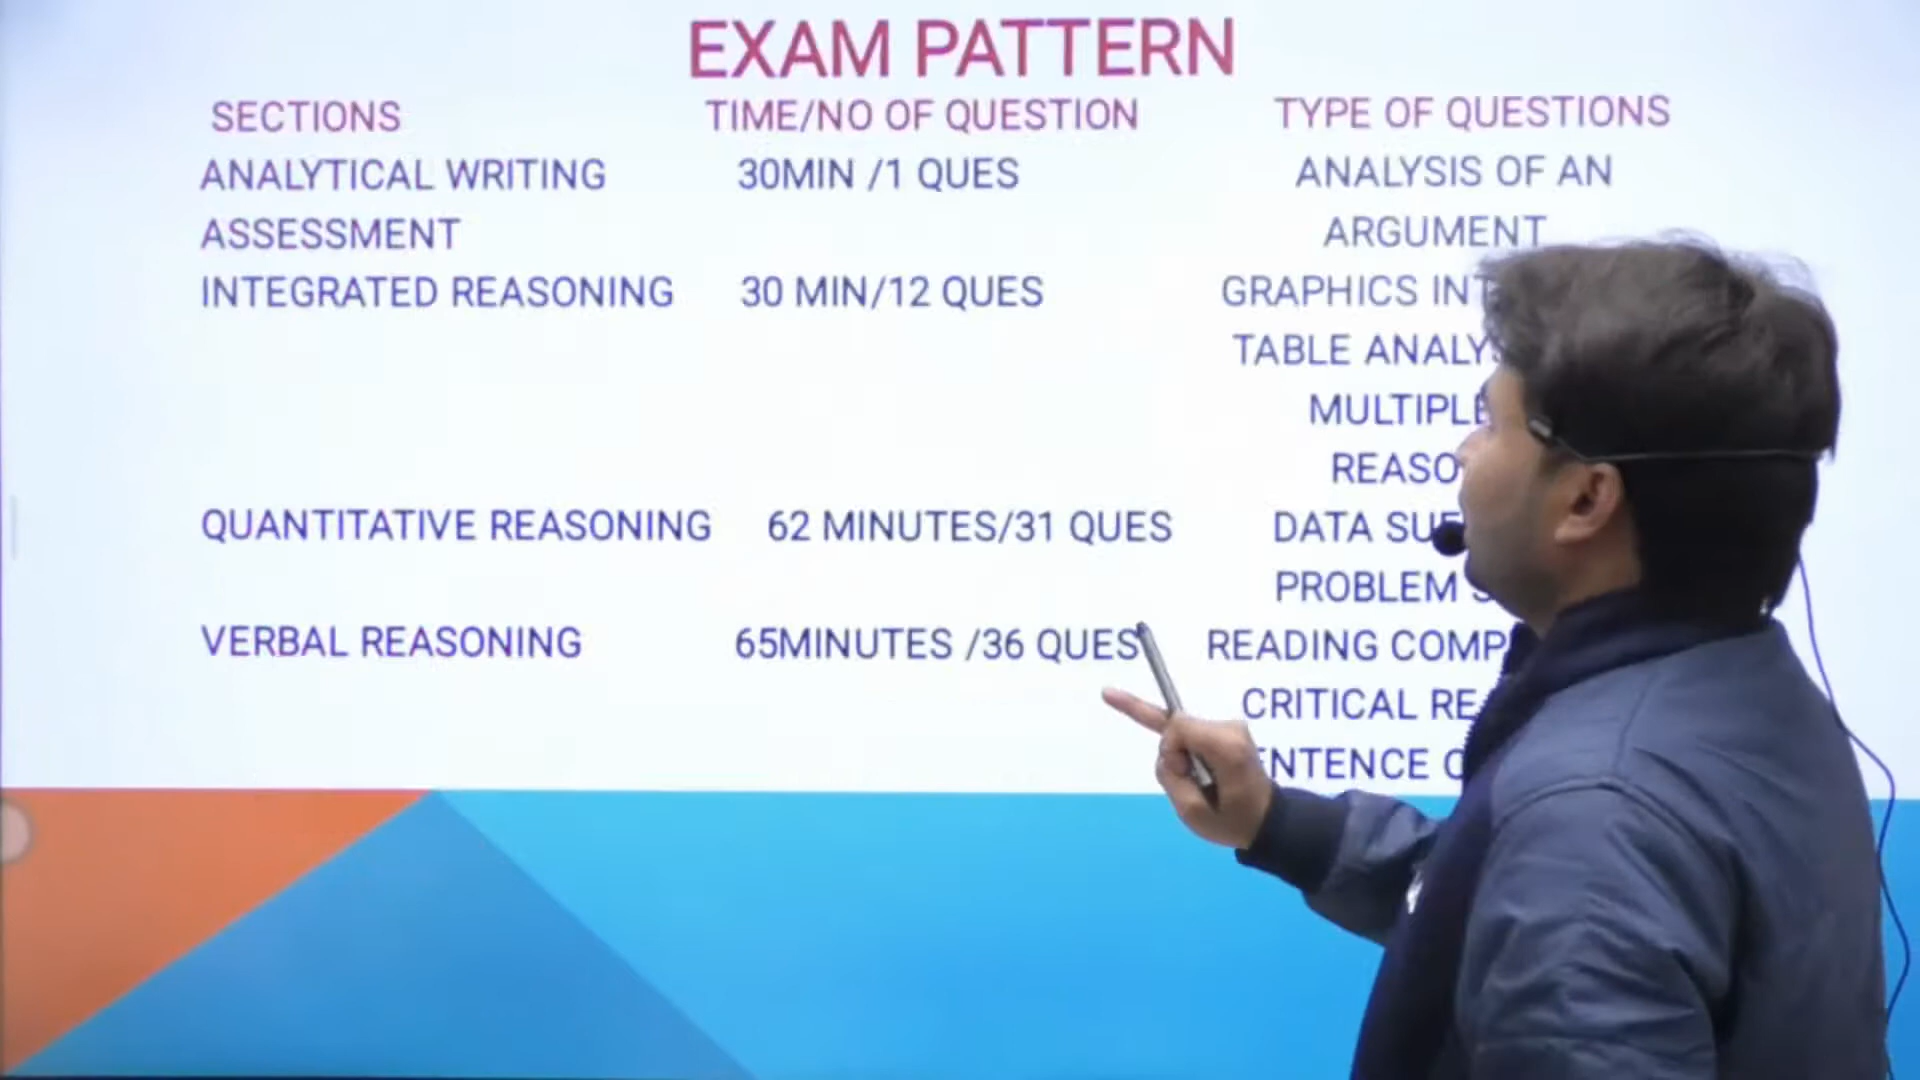 EXAM PATTERN
SECTIONS TIME/NO OF QUESTION TYPE OF QUESTIONS
ANALYTICAL WRITING 30MIN /1 QUES ANALYSIS OF AN
ASSESSMENT ARGUMENT
INTEGRATED REASONING 30 MIN/12 QUES GRAPHICS
TABLE
MULTIPLE
QUANTITATIVE REASONING 62 MINUTES/31 QUES DATA
PROBLEM
VERBAL REASONING 65MINUTES /36 QUES READING
CRITICAL